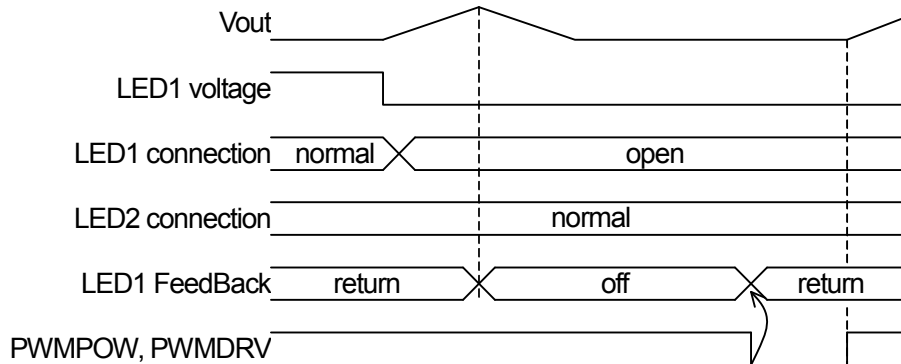 Vout
LED1 voltage
LED1 connection normal open
LED2 connection normal
LED1 FeedBack return off return
PWMPOW, PWMDRV